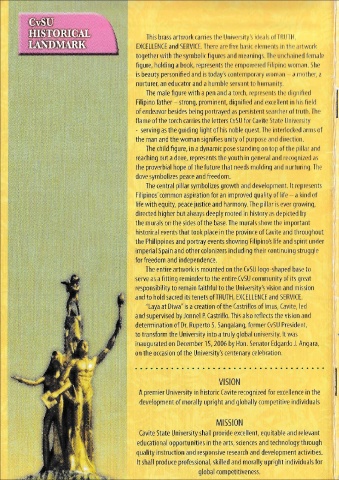 CvSU
HISTORICAL
LANDMARK
This brass artwork carries the University's ideals of TRUTH,
EXCELLENCE and SERVICE. There are five basic elements in the artwork
together with the symbolic figures and meanings. The unchained female
figure, holding a book, represents the empowered Filipino woman. She
is beauty personified and is today's contemporary woman – a mother, a
nurturer, an educator and a humble servant to humanity.
The male figure with a pen and a torch, represents the dignified
Filipino father – strong, prominent, dignified and excellent in his field
of endeavor besides being portrayed as persistent searcher of truth. The
flame of the torch carries the letters CvSU for Cavite State University
- serving as the guiding light of his noble quest. The interlocked arms of
the man and the woman signifies unity of purpose and direction.
The child figure, in a dynamic pose standing on top of the pillar and
reaching out a dove, represents the youth in general and recognized as
the proverbial hope of the future that needs molding and nurturing. The
dove symbolizes peace and freedom.
The central pillar symbolizes growth and development. It represents
Filipinos' common aspiration for an improved quality of life – a kind of
life with equity, peace justice and harmony. The pillar is ever growing,
directed higher but always deeply rooted in history as depicted by
the murals on the sides of the base. The murals show the important
historical events that took place in the province of Cavite and throughout
the Philippines and portray events showing Filipino's life and spirit under
imperial Spain and other colonizers including their continuing struggle
for freedom and independence.
The entire artwork is mounted on the CvSU logo-shaped base to
serve as a fitting reminder to the entire CvSU community of its great
responsibility to remain faithful to the University's vision and mission
and to hold sacred its tenets of TRUTH, EXCELLENCE and SERVICE.
"Laya at Diwa" is a creation of the Castrillos of Imus, Cavite, led
and supervised by Jonnel P. Castrillo. This also reflects the vision and
determination of Dr. Ruperto S. Sangalang, former CvSU President,
to transform the University into a truly global university. It was
inaugurated on December 15, 2006 by Hon. Senator Edgardo J. Angara,
on the occasion of the University's centenary celebration.
VISION
A premier University in historic Cavite recognized for excellence in the
development of morally upright and globally competitive individuals
MISSION
Cavite State University shall provide excellent, equitable and relevant
educational opportunities in the arts, sciences and technology through
quality instruction and responsive research and development activities.
It shall produce professional, skilled and morally upright individuals for
global competitiveness.